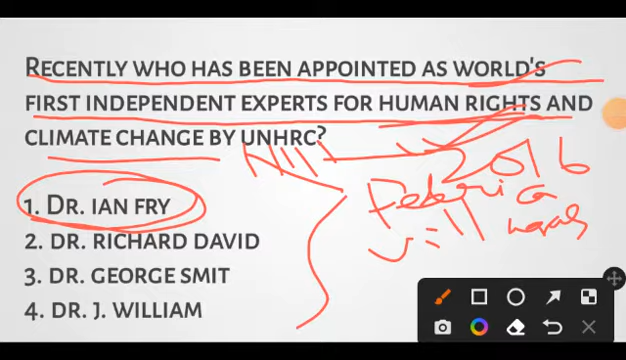 RECENTLY WHO HAS BEEN APPOINTED AS WORLD'S
FIRST INDEPENDENT EXPERTS FOR HUMAN RIGHTS AND
CLIMATE CHANGE BY UNHRC?
2016
1. DR. IAN FRY
2. DR. RICHARD DAVID
3. DR. GEORGE SMIT
4. DR. J. WILLIAM